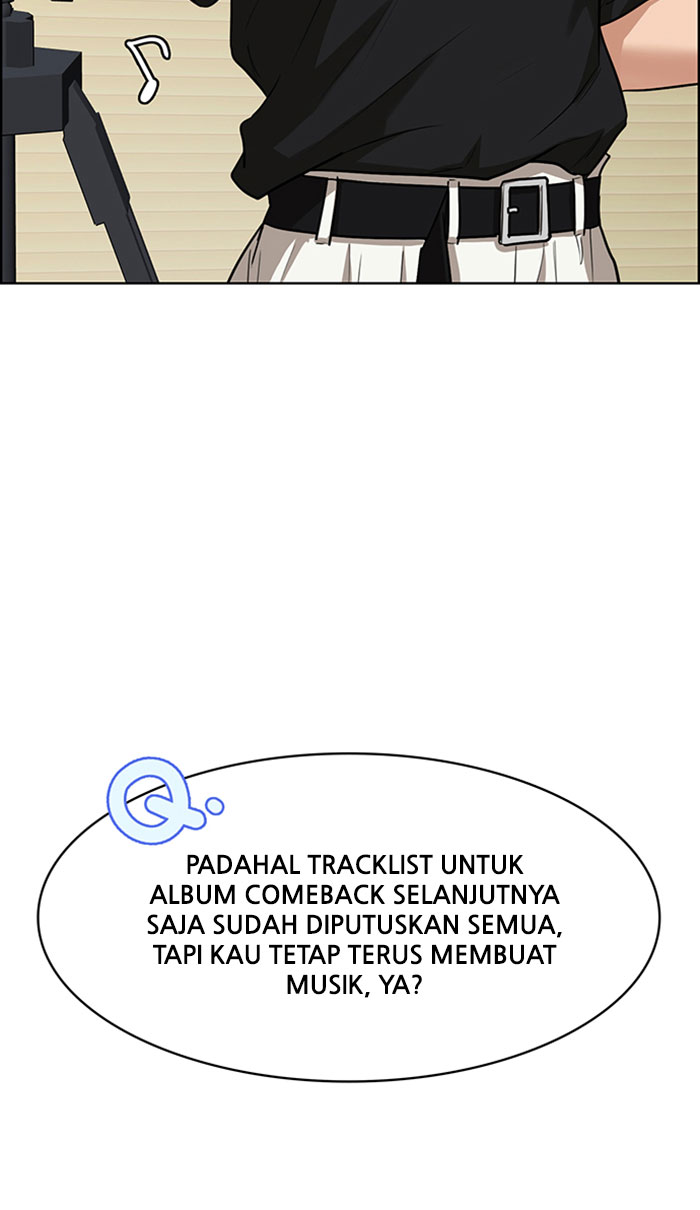 Q.
PADAHAL TRACKLIST UNTUK
ALBUM COMEBACK SELANJUTNYA
SAJA SUDAH DIPUTUSKAN SEMUA,
TAPI KAU TETAP TERUS MEMBUAT
MUSIK, YA?